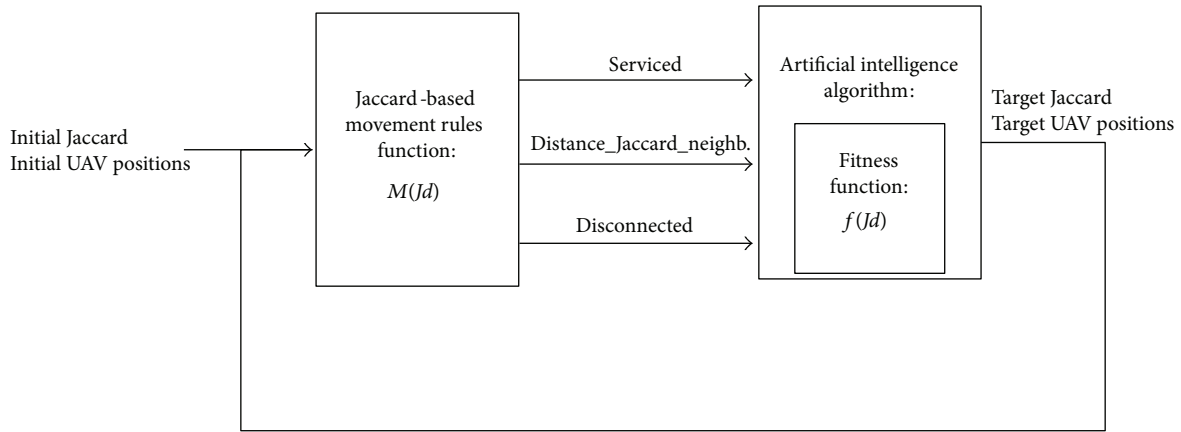 Initial Jaccard
Initial UAV positions
Jaccard-based
movement rules
function:
M(Jd)
Serviced
Distance_Jaccard_neighb.
Disconnected
Artificial intelligence
algorithm:
Fitness
function:
f(Jd)
Target Jaccard
Target UAV positions